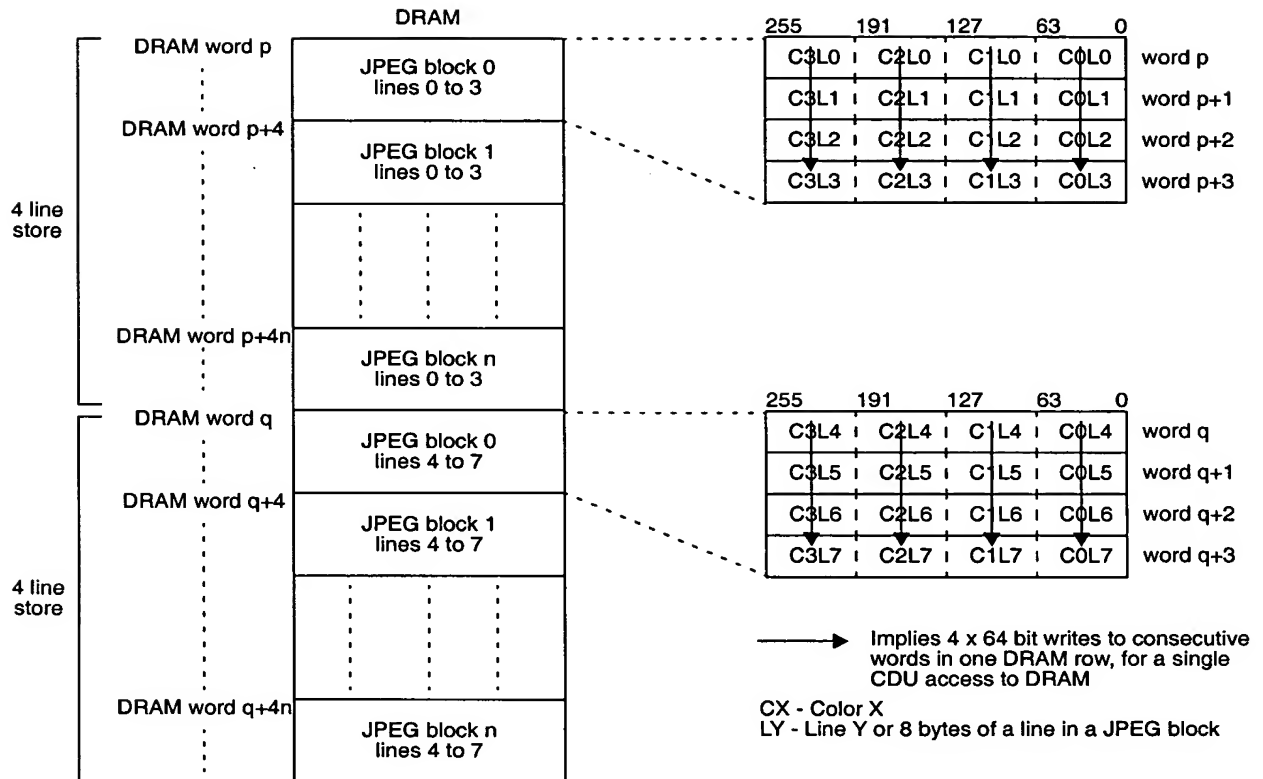 DRAM
DRAM word p
JPEG block 0
lines 0 to 3
DRAM word p+4
JPEG block 1
lines 0 to 3
4 line
store
DRAM word p+4n
JPEG block n
lines 0 to 3
DRAM word q
JPEG block 0
lines 4 to 7
DRAM word q+4
JPEG block 1
4 to 7
4 line
store
DRAM word q+4n
JPEG block n
lines 4 to 7
255 191 127 63 0
C3L0 C2L0 C1L0 C0L0 word p
C3L1 C2L1 C1L1 C0L1 word p+1
C3L2 C2L2 C1L2 C0L2 word p+2
C3L3 C2L3 C1L3 C0L3 word p+3
255 191 127 63 0
C3L4 C2L4 C1L4 C0L4 word q
C3L5 C2L5 C1L5 C0L5 word q+1
C3L6 C2L6 C1L6 C0L6 word q+2
C3L7 C2L7 C1L7 C0L7 word q+3
Implies 4 x 64 bit writes to consecutive
words in one DRAM row, for a single
CDU access to DRAM
CX - Color X
LY - Line Y or 8 bytes of a line in a JPEG block